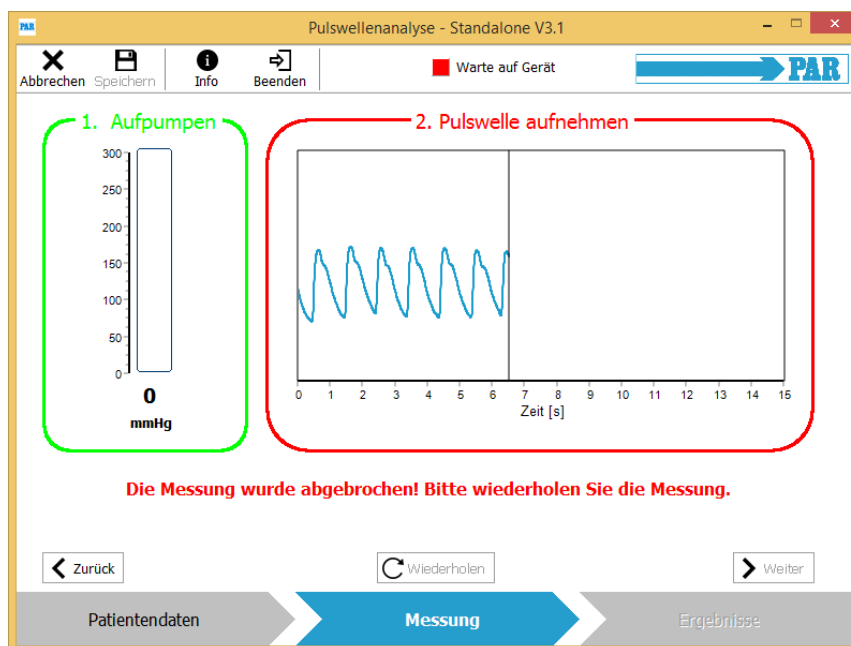 PAR
Pulswellenanalyse - Standalone V3.1
Abbrechen Speichern Info Beenden Warte auf Gerät PAR
1. Aufpumpen 2. Pulswelle aufnehmen
300
250
200
150
100
50
0
0
mmHg
0 1 2 3 4 5 6 7 8 9 10 11 12 13 14 15
Zeit [s]
Die Messung wurde abgebrochen! Bitte wiederholen Sie die Messung.
Zurück Wiederholen Weiter
Patientendaten Messung Ergebnisse